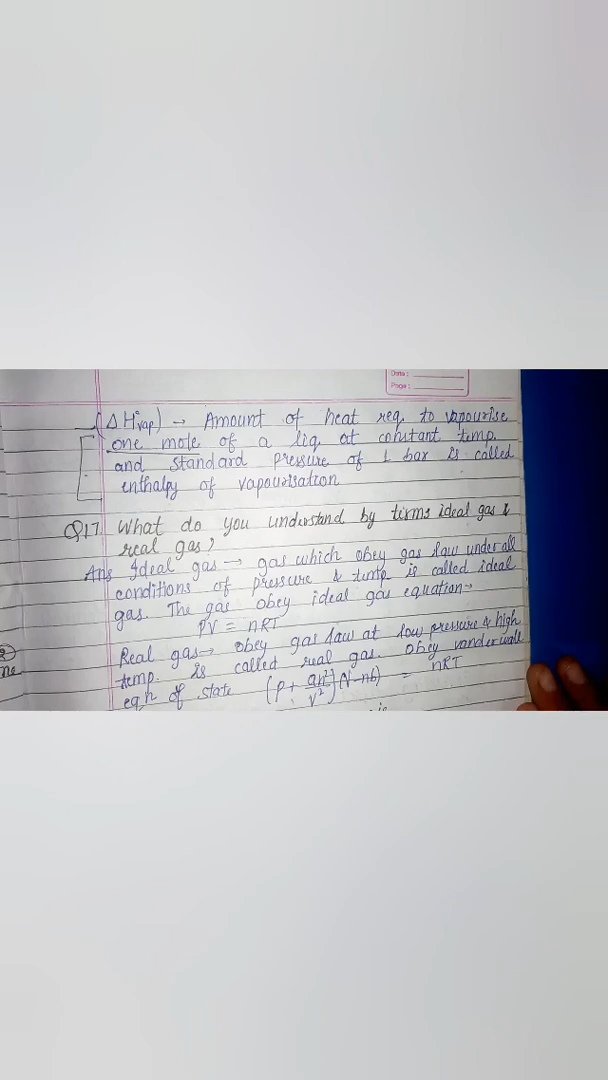 Date:
Page:
(ΔH°vap) → Amount of heat req. to vapourise
one mole of a liq at constant temp.
and standard pressure of 1 bar is called
enthalpy of vapourisation
Q17. What do you understand by tirms ideal gas &
real gas?
Ans Ideal gas → gas which obey gas law under all
conditions of pressure & temp is called ideal
gas. The gas obey ideal gas equation→
PV = nRT
Real gas→ obey gas law at low pressure & high
temp. is called real gas. obey vanderwall
eqn of state (P + an²/V²)(V-nb) = nRT